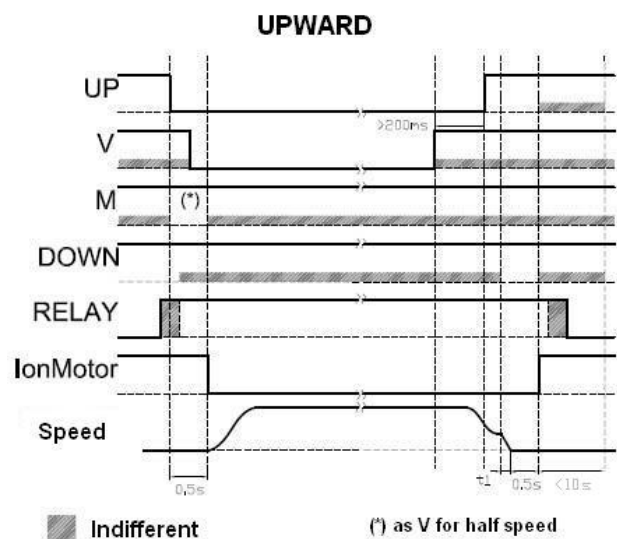 UPWARD
UP
>200ms
V
M
(*)
DOWN
RELAY
IonMotor
Speed
0,5s
t1
0,5s
<10s
Indifferent
(*) as V for half speed